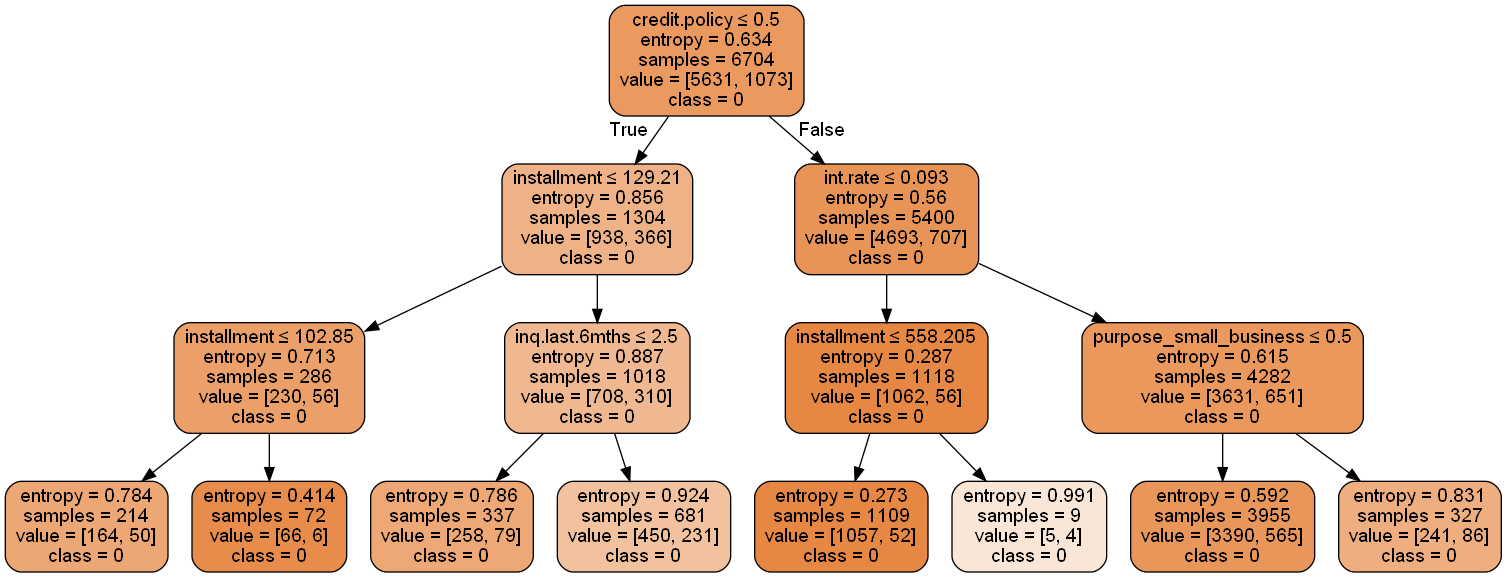 credit.policy ≤ 0.5
entropy = 0.634
samples = 6704
value = [5631, 1073]
class = 0
True
False
installment ≤ 129.21
entropy = 0.856
samples = 1304
value = [938, 366]
class = 0
int.rate ≤ 0.093
entropy = 0.56
samples = 5400
value = [4693, 707]
class = 0
installment ≤ 102.85
entropy = 0.713
samples = 286
value = [230, 56]
class = 0
inq.last.6mths ≤ 2.5
entropy = 0.887
samples = 1018
value = [708, 310]
class = 0
installment ≤ 558.205
entropy = 0.287
samples = 1118
value = [1062, 56]
class = 0
purpose_small_business ≤ 0.5
entropy = 0.615
samples = 4282
value = [3631, 651]
class = 0
entropy = 0.784
samples = 214
value = [164, 50]
class = 0
entropy = 0.414
samples = 72
value = [66, 6]
class = 0
entropy = 0.786
samples = 337
value = [258, 79]
class = 0
entropy = 0.924
samples = 681
value = [450, 231]
class = 0
entropy = 0.273
samples = 1109
value = [1057, 52]
class = 0
entropy = 0.991
samples = 9
value = [5, 4]
class = 0
entropy = 0.592
samples = 3955
value = [3390, 565]
class = 0
entropy = 0.831
samples = 327
value = [241, 86]
class = 0